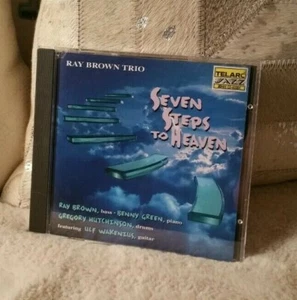 RAY BROWN TRIO
TELARC
JAZZ
SEVEN
STEPS
TO HEAVEN
RAY BROWN, bass · BENNY GREEN, piano
GREGORY HUTCHINSON, drums
featuring ULF WAKENIUS, guitar